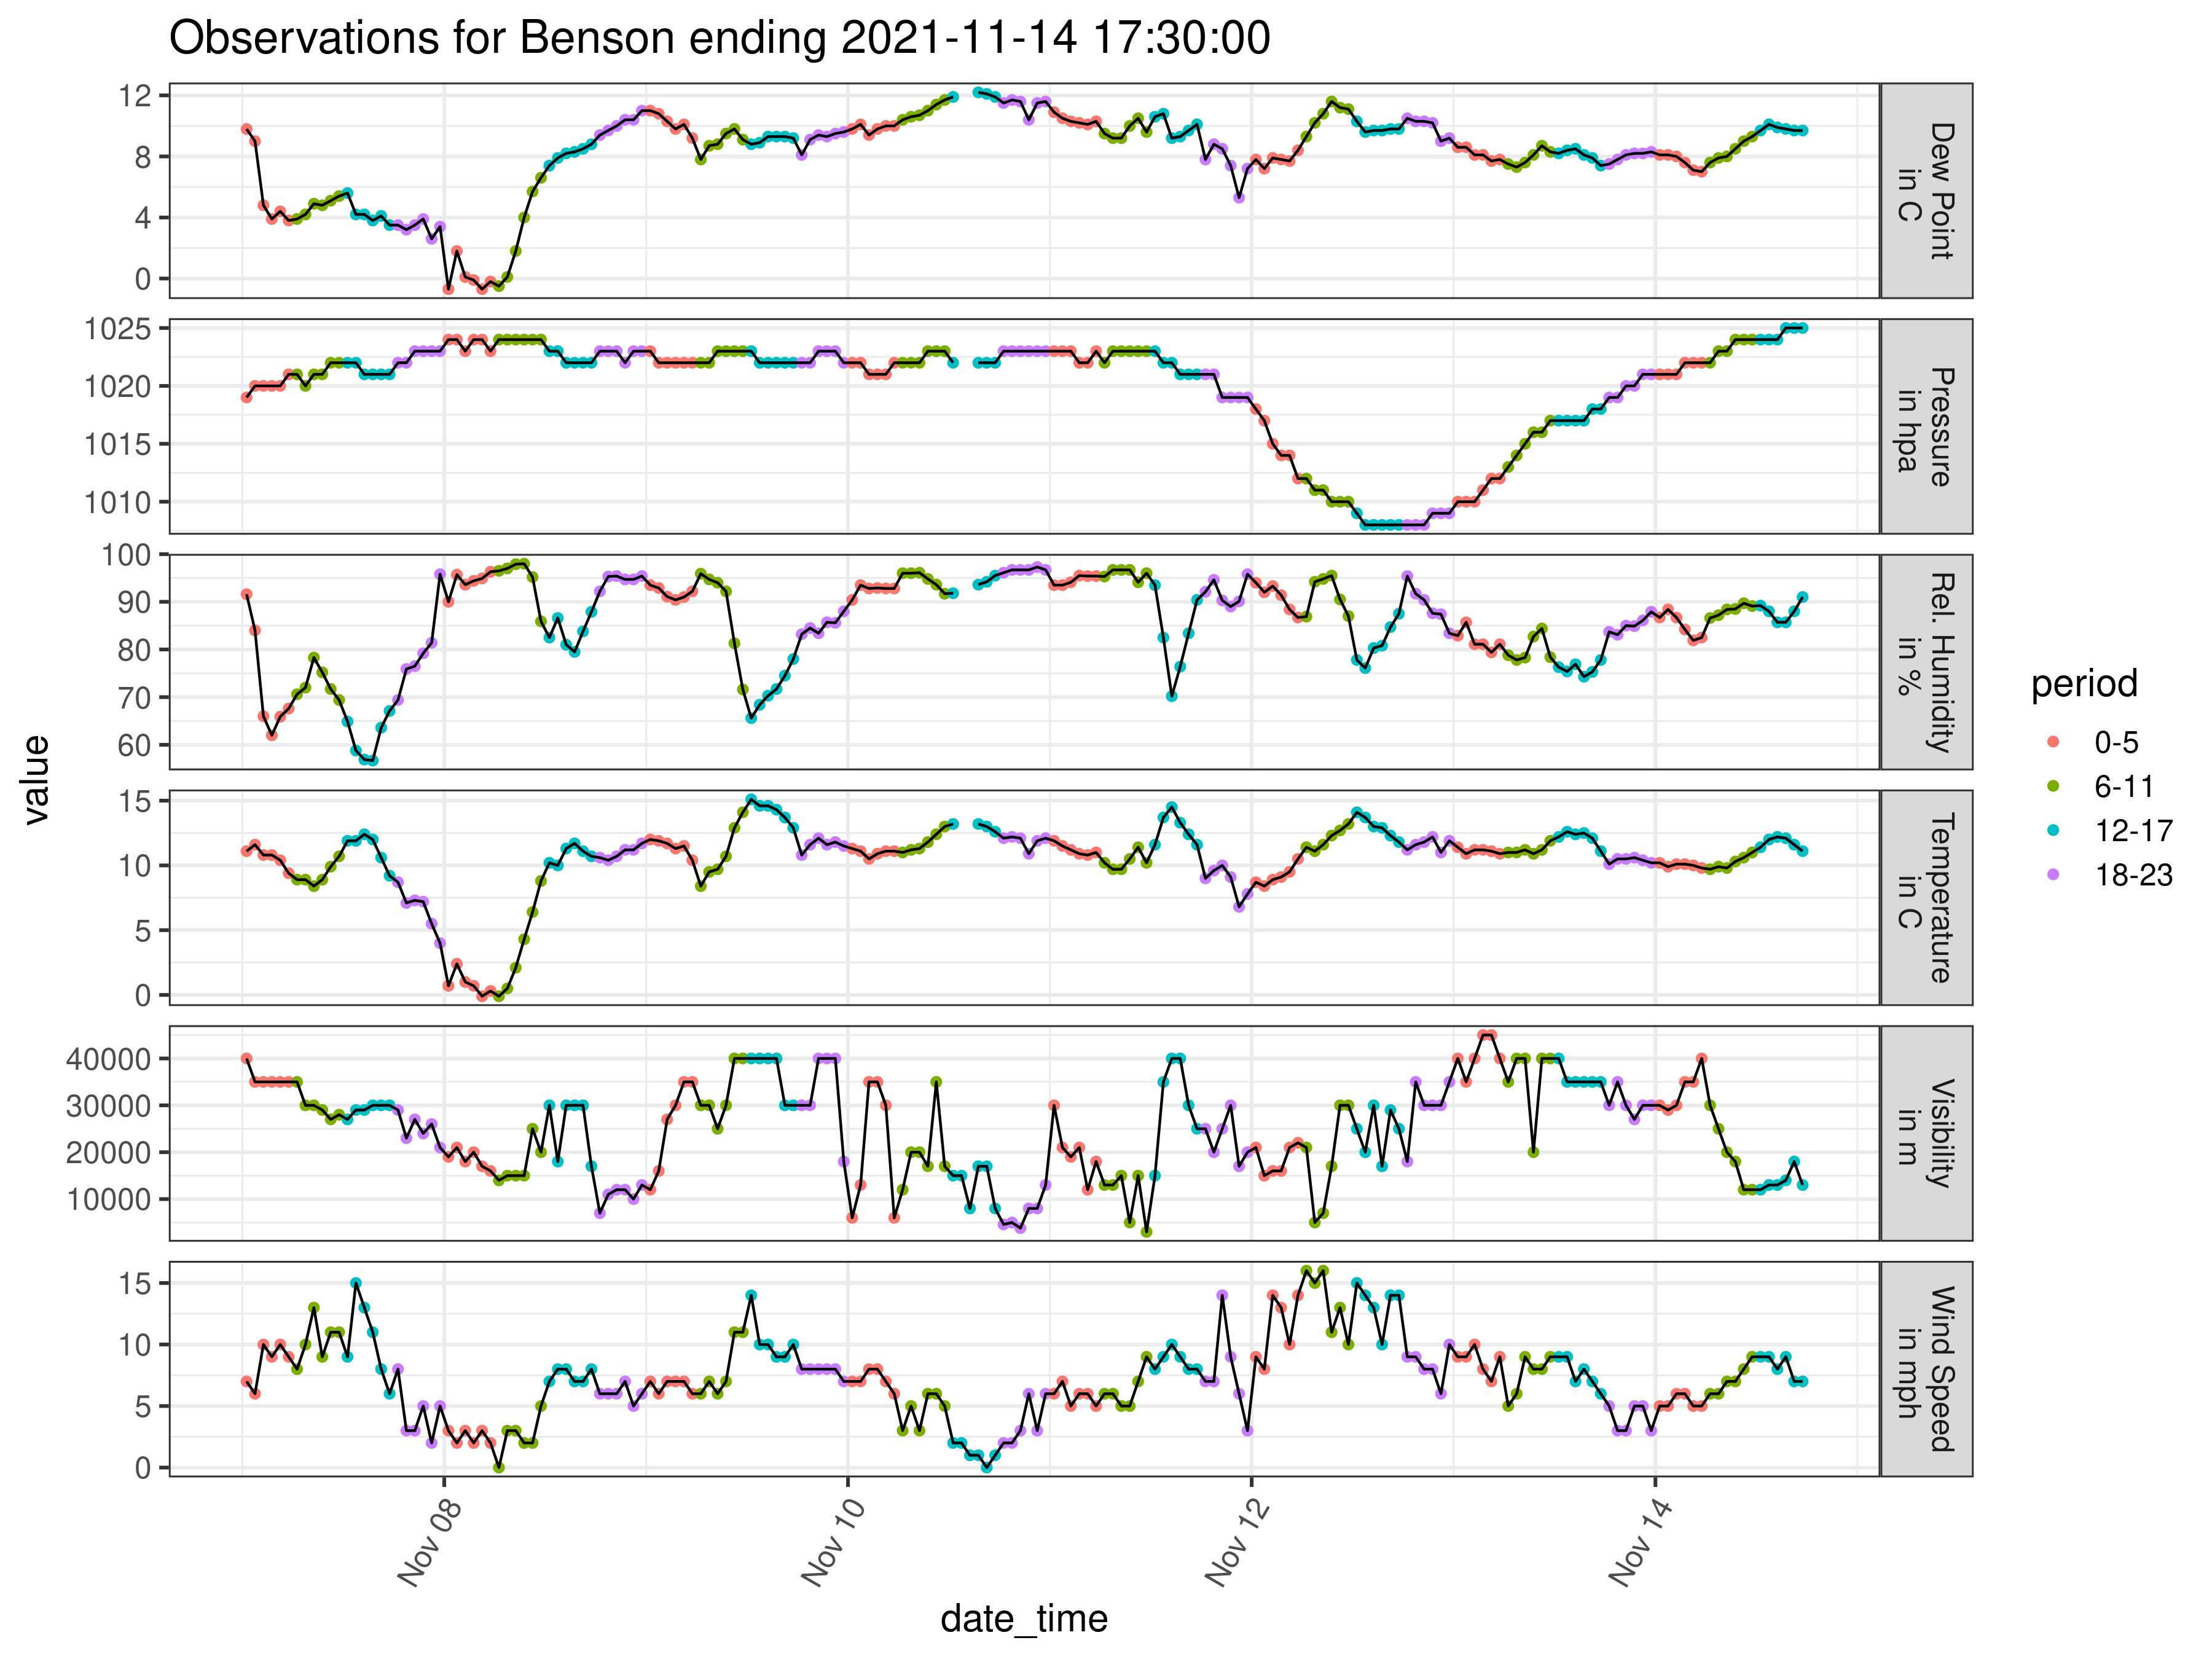 Observations for Benson ending 2021-11-14 17:30:00
12
8
4
0
Dew Point
in C
1025
1020
1015
1010
Pressure
in hpa
100
90
80
70
60
Rel. Humidity
in %
15
10
5
0
Temperature
in C
40000
30000
20000
10000
Visibility
in m
15
10
5
0
Wind Speed
in mph
value
Nov 08
Nov 10
Nov 12
Nov 14
date_time
period
0-5
6-11
12-17
18-23